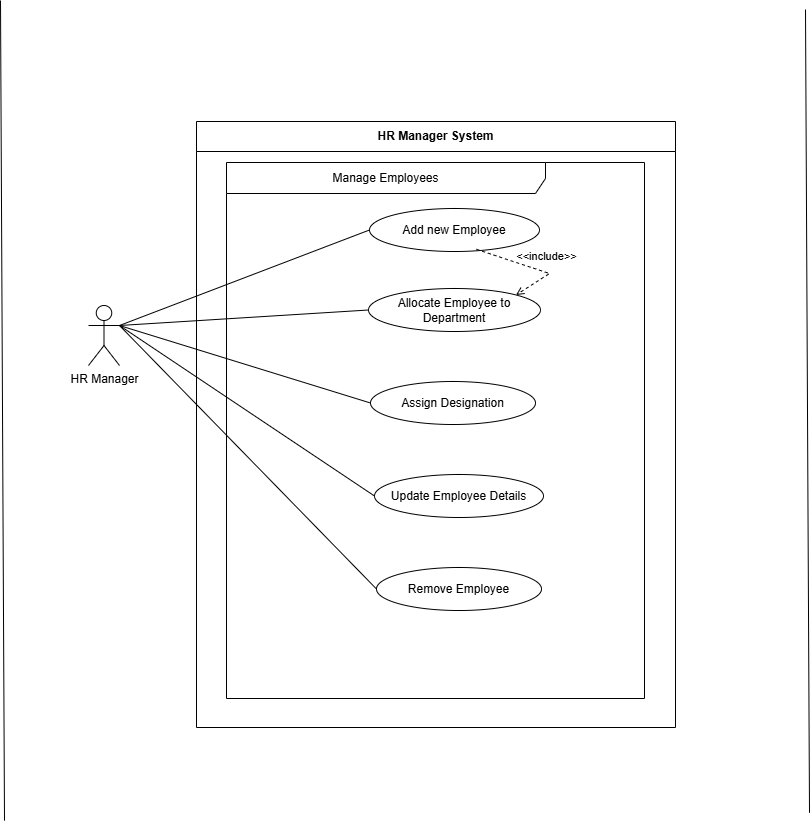 HR Manager System
Manage Employees
Add new Employee
<<include>>
Allocate Employee to
Department
HR Manager
Assign Designation
Update Employee Details
Remove Employee